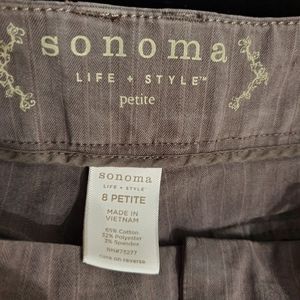 sonoma
LIFE + STYLE™
petite
sonoma
LIFE + STYLE
8 PETITE
MADE IN
VIETNAM
65% Cotton
32% Polyester
3% Spandex
RN#73277
care on reverse